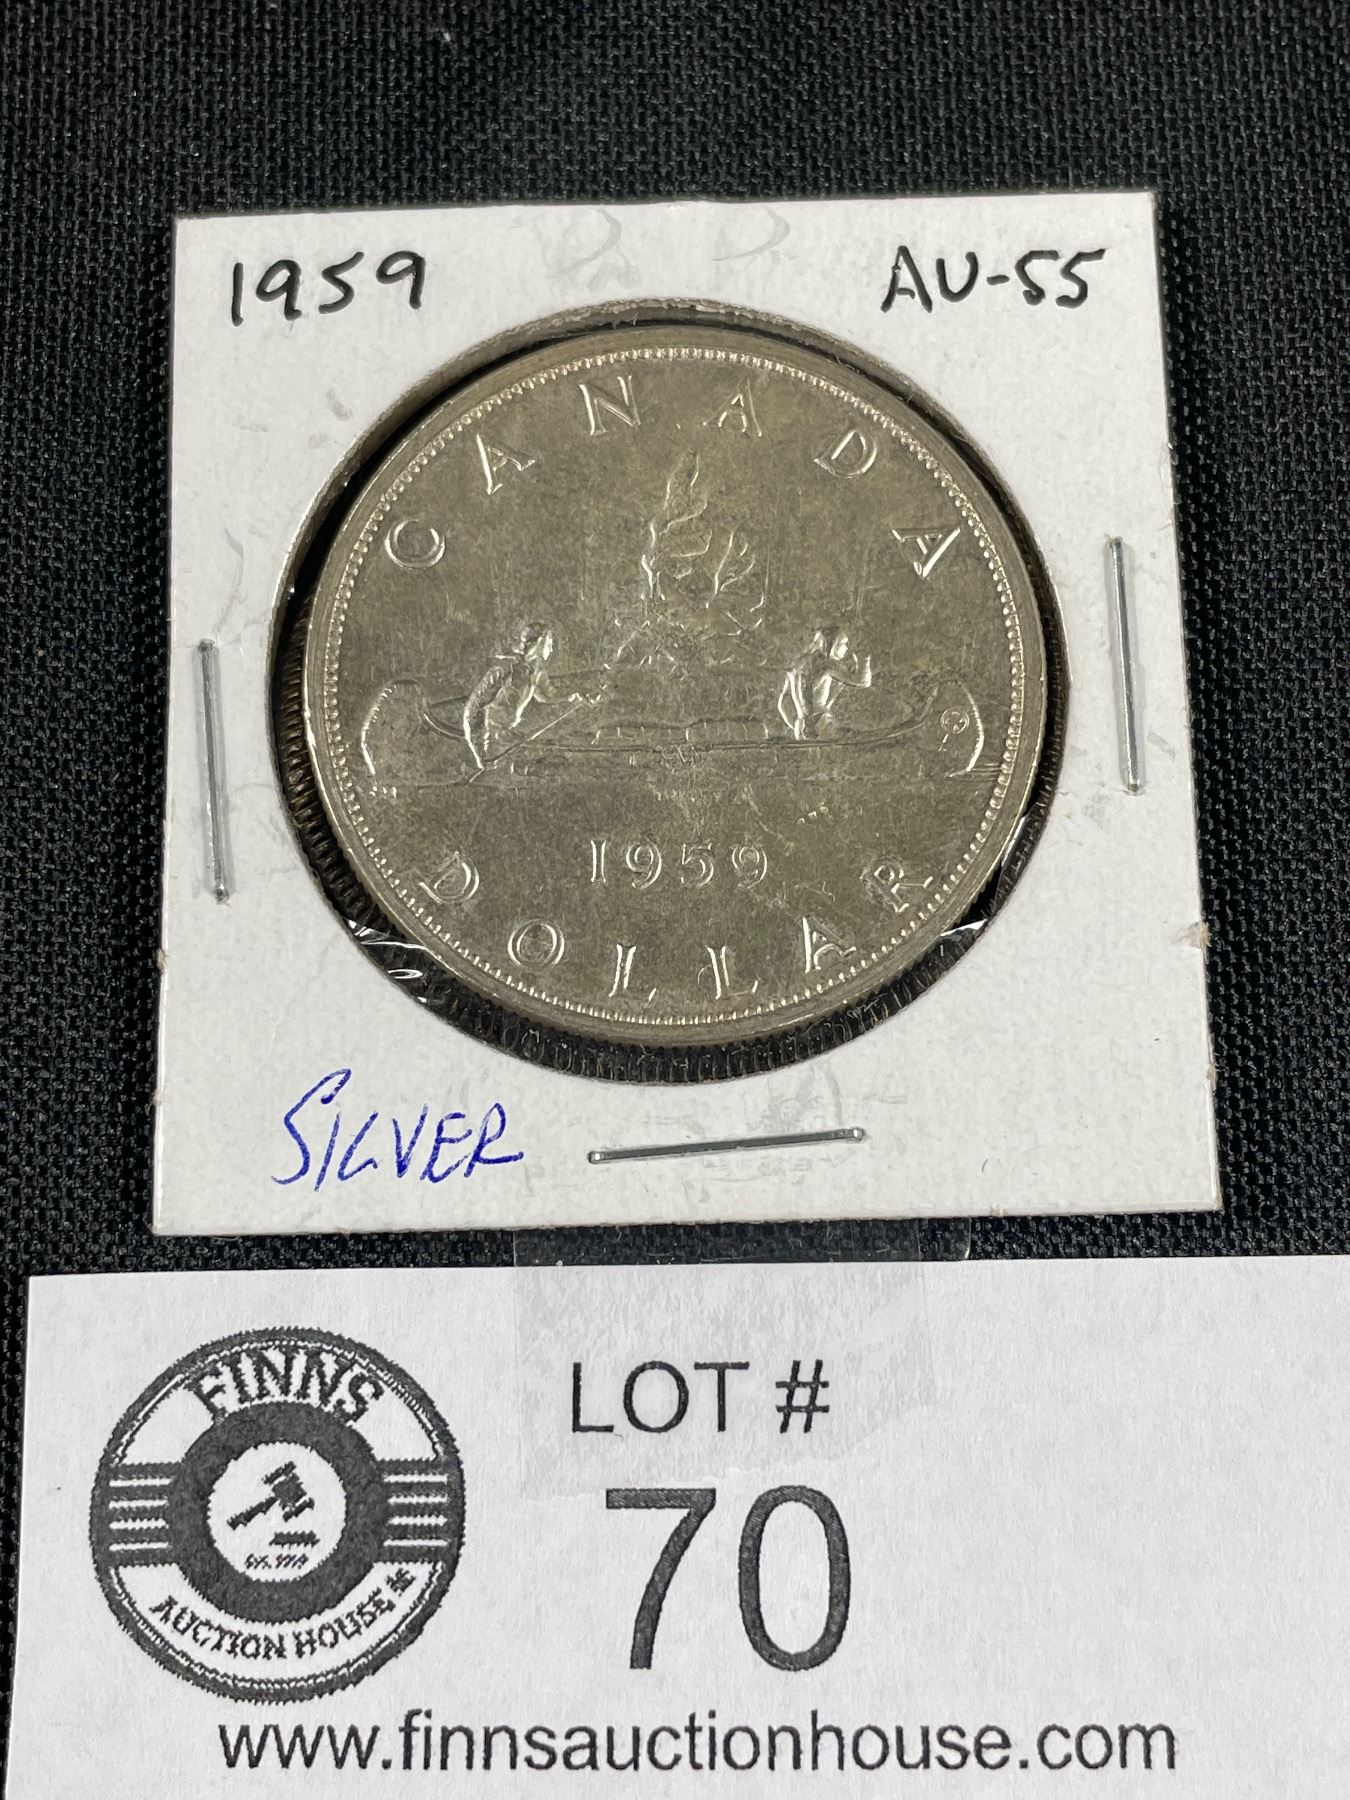 1959 AU-55
CANADA
1959
DOLLAR
SILVER
FINNS
AUCTION HOUSE
LOT #
70
www.finnsauctionhouse.com